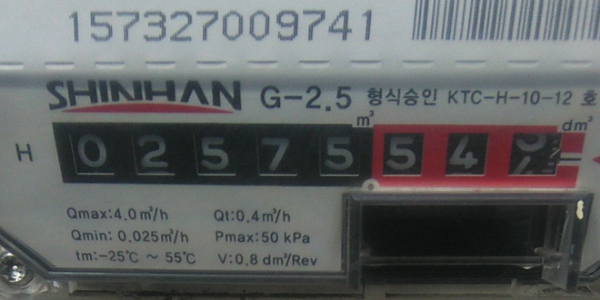 157327009741
SHINHAN G-2.5 형식승인 KTC-H-10-12 호
m³ dm³
H 0 2 5 7 5 5 4
Qmax:4.0㎥/h Qt:0.4㎥/h
Qmin: 0.025㎥/h Pmax:50 kPa
tm:-25℃ ~ 55℃ V:0.8 dm³/Rev